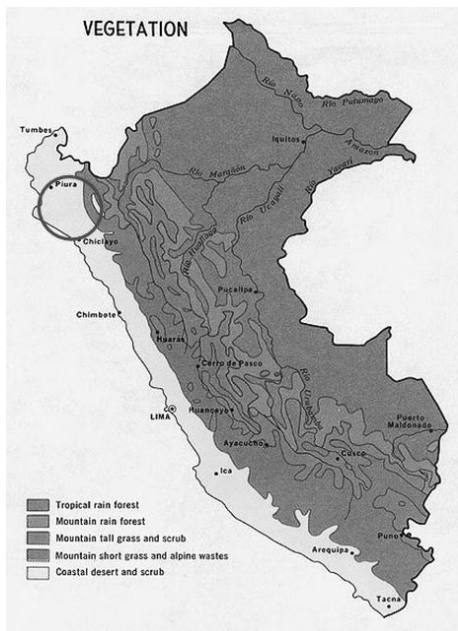 VEGETATION
Río Napo
Río Putumayo
Tumbes
Iquitos
Amazon
Río Yavarí
Río Marañón
Piura
Río Ucayali
Río Huallaga
Chiclayo
Pucallpa
Chimbote
Huarás
Cerro de Pasco
Río Urubamba
LIMA
Huancayo
Puerto
Maldonado
Ayacucho
Cusco
Ica
Tropical rain forest
Mountain rain forest
Mountain tall grass and scrub
Puno
Mountain short grass and alpine wastes
Arequipa
Coastal desert and scrub
Tacna